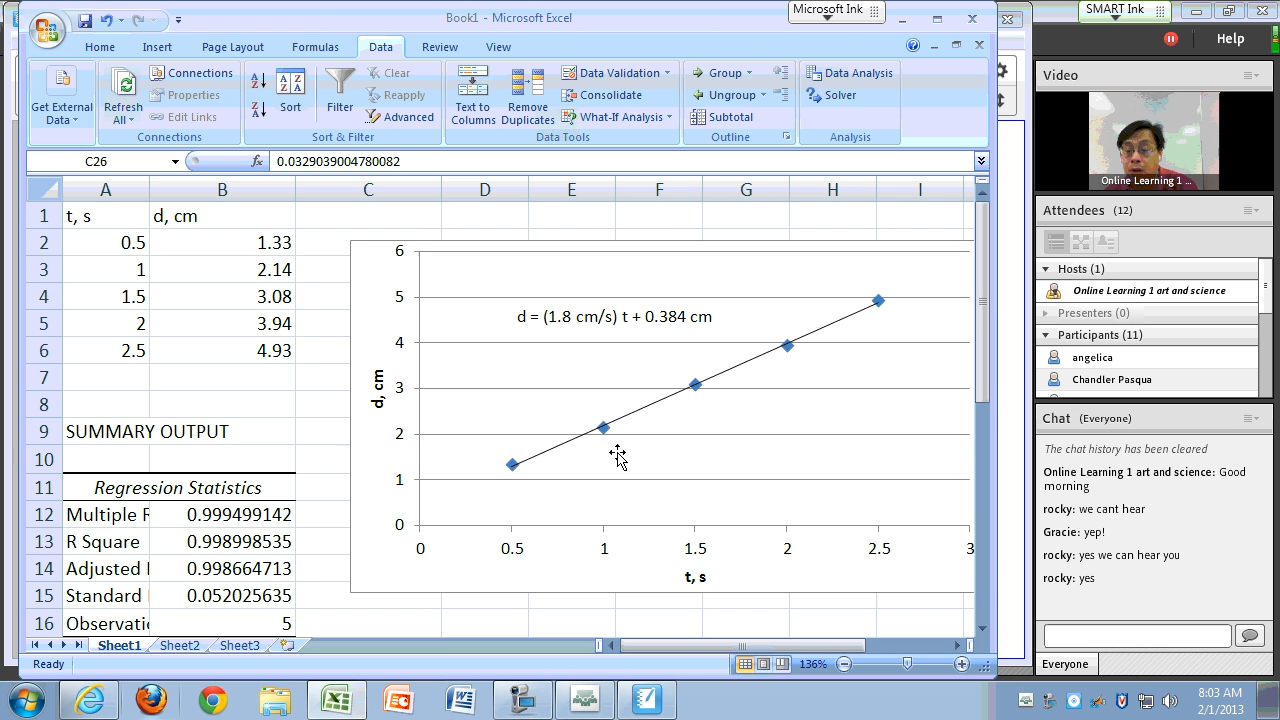 Book1 - Microsoft Excel
Microsoft Ink
SMART Ink
Home Insert Page Layout Formulas Data Review View
Help
Get External Data
Refresh All
Connections
Properties
Edit Links
Connections
Sort
Filter
Clear
Reapply
Advanced
Sort & Filter
Text to Columns
Remove Duplicates
Data Validation
Consolidate
What-If Analysis
Data Tools
Group
Ungroup
Subtotal
Outline
Data Analysis
Solver
Analysis
C26 fx 0.0329039004780082
A B C D E F G H I
1 t, s d, cm
2 0.5 1.33
3 1 2.14
4 1.5 3.08
5 2 3.94
6 2.5 4.93
7
8
9 SUMMARY OUTPUT
10
11 Regression Statistics
12 Multiple R 0.999499142
13 R Square 0.998998535
14 Adjusted 0.998664713
15 Standard 0.052025635
16 Observatio 5
6
5
4
3
2
1
0
d = (1.8 cm/s) t + 0.384 cm
d, cm
0 0.5 1 1.5 2 2.5 3
t, s
Sheet1 Sheet2 Sheet3
Ready 136%
Video
Online Learning 1 ...
Attendees (12)
Hosts (1)
Online Learning 1 art and science
Presenters (0)
Participants (11)
angelica
Chandler Pasqua
Chat (Everyone)
The chat history has been cleared
Online Learning 1 art and science: Good
morning
rocky: we cant hear
Gracie: yep!
rocky: yes we can hear you
rocky: yes
Everyone
8:03 AM
2/1/2013